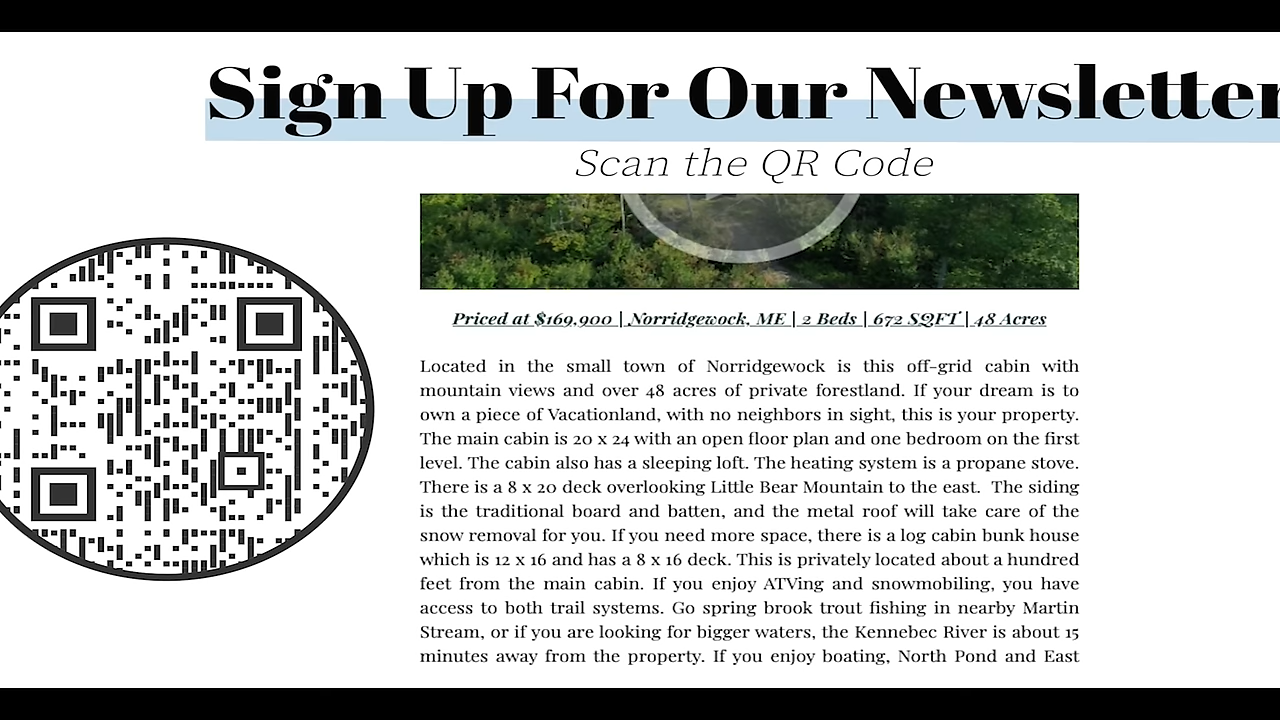 Sign Up For Our Newsletter
Scan the QR Code
Priced at $169,900 | Norridgewock, ME | 2 Beds | 672 SQFT | 48 Acres
Located in the small town of Norridgewock is this off-grid cabin with
mountain views and over 48 acres of private forestland. If your dream is to
own a piece of Vacationland, with no neighbors in sight, this is your property.
The main cabin is 20 x 24 with an open floor plan and one bedroom on the first
level. The cabin also has a sleeping loft. The heating system is a propane stove.
There is a 8 x 20 deck overlooking Little Bear Mountain to the east. The siding
is the traditional board and batten, and the metal roof will take care of the
snow removal for you. If you need more space, there is a log cabin bunk house
which is 12 x 16 and has a 8 x 16 deck. This is privately located about a hundred
feet from the main cabin. If you enjoy ATVing and snowmobiling, you have
access to both trail systems. Go spring brook trout fishing in nearby Martin
Stream, or if you are looking for bigger waters, the Kennebec River is about 15
minutes away from the property. If you enjoy boating, North Pond and East